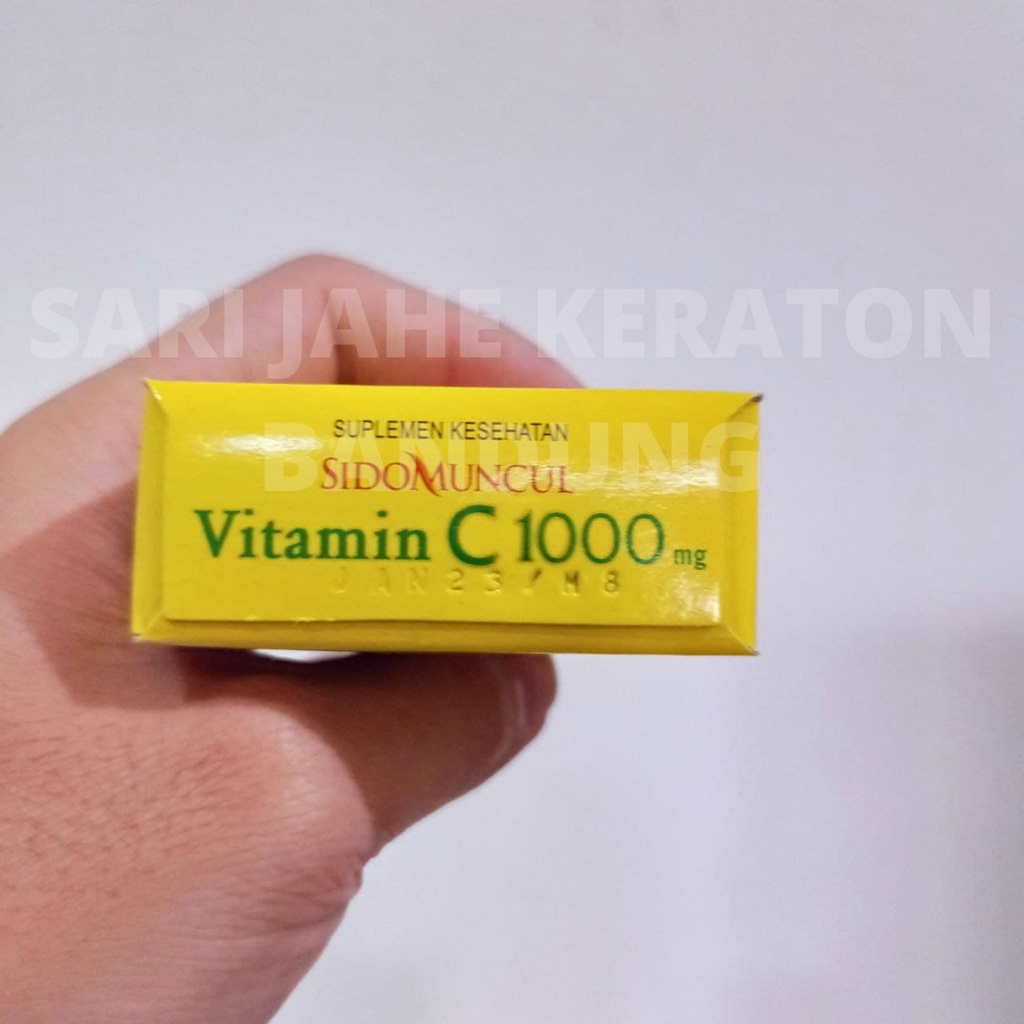 SARI JAHE KERATON
BANDUNG
SUPLEMEN KESEHATAN
SIDOMUNCUL
Vitamin C 1000 mg
JAN23/M8